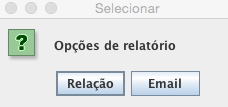 Selecionar
Opções de relatório
Relação
Email